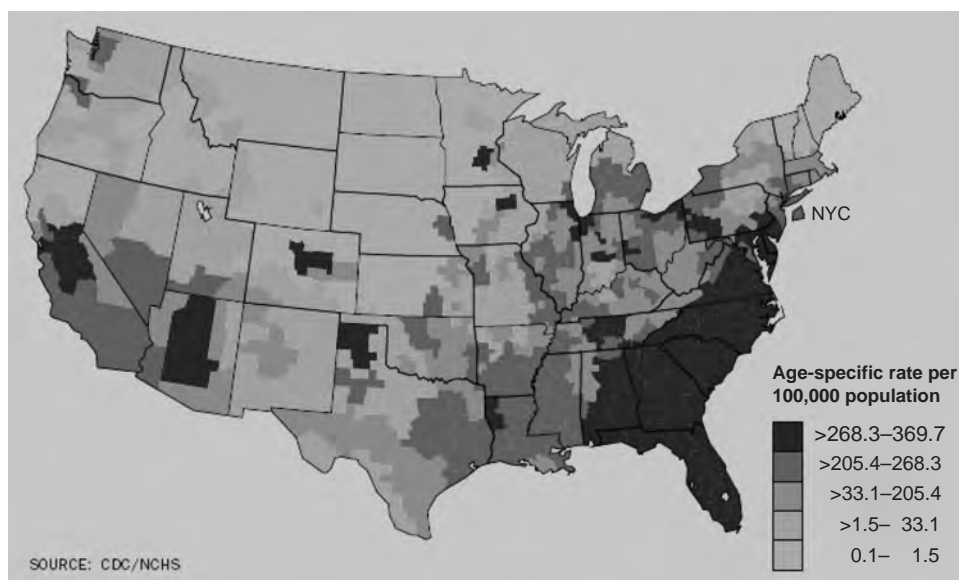 NYC
Age-specific rate per
100,000 population
>268.3–369.7
>205.4–268.3
>33.1–205.4
>1.5– 33.1
0.1– 1.5
SOURCE: CDC/NCHS